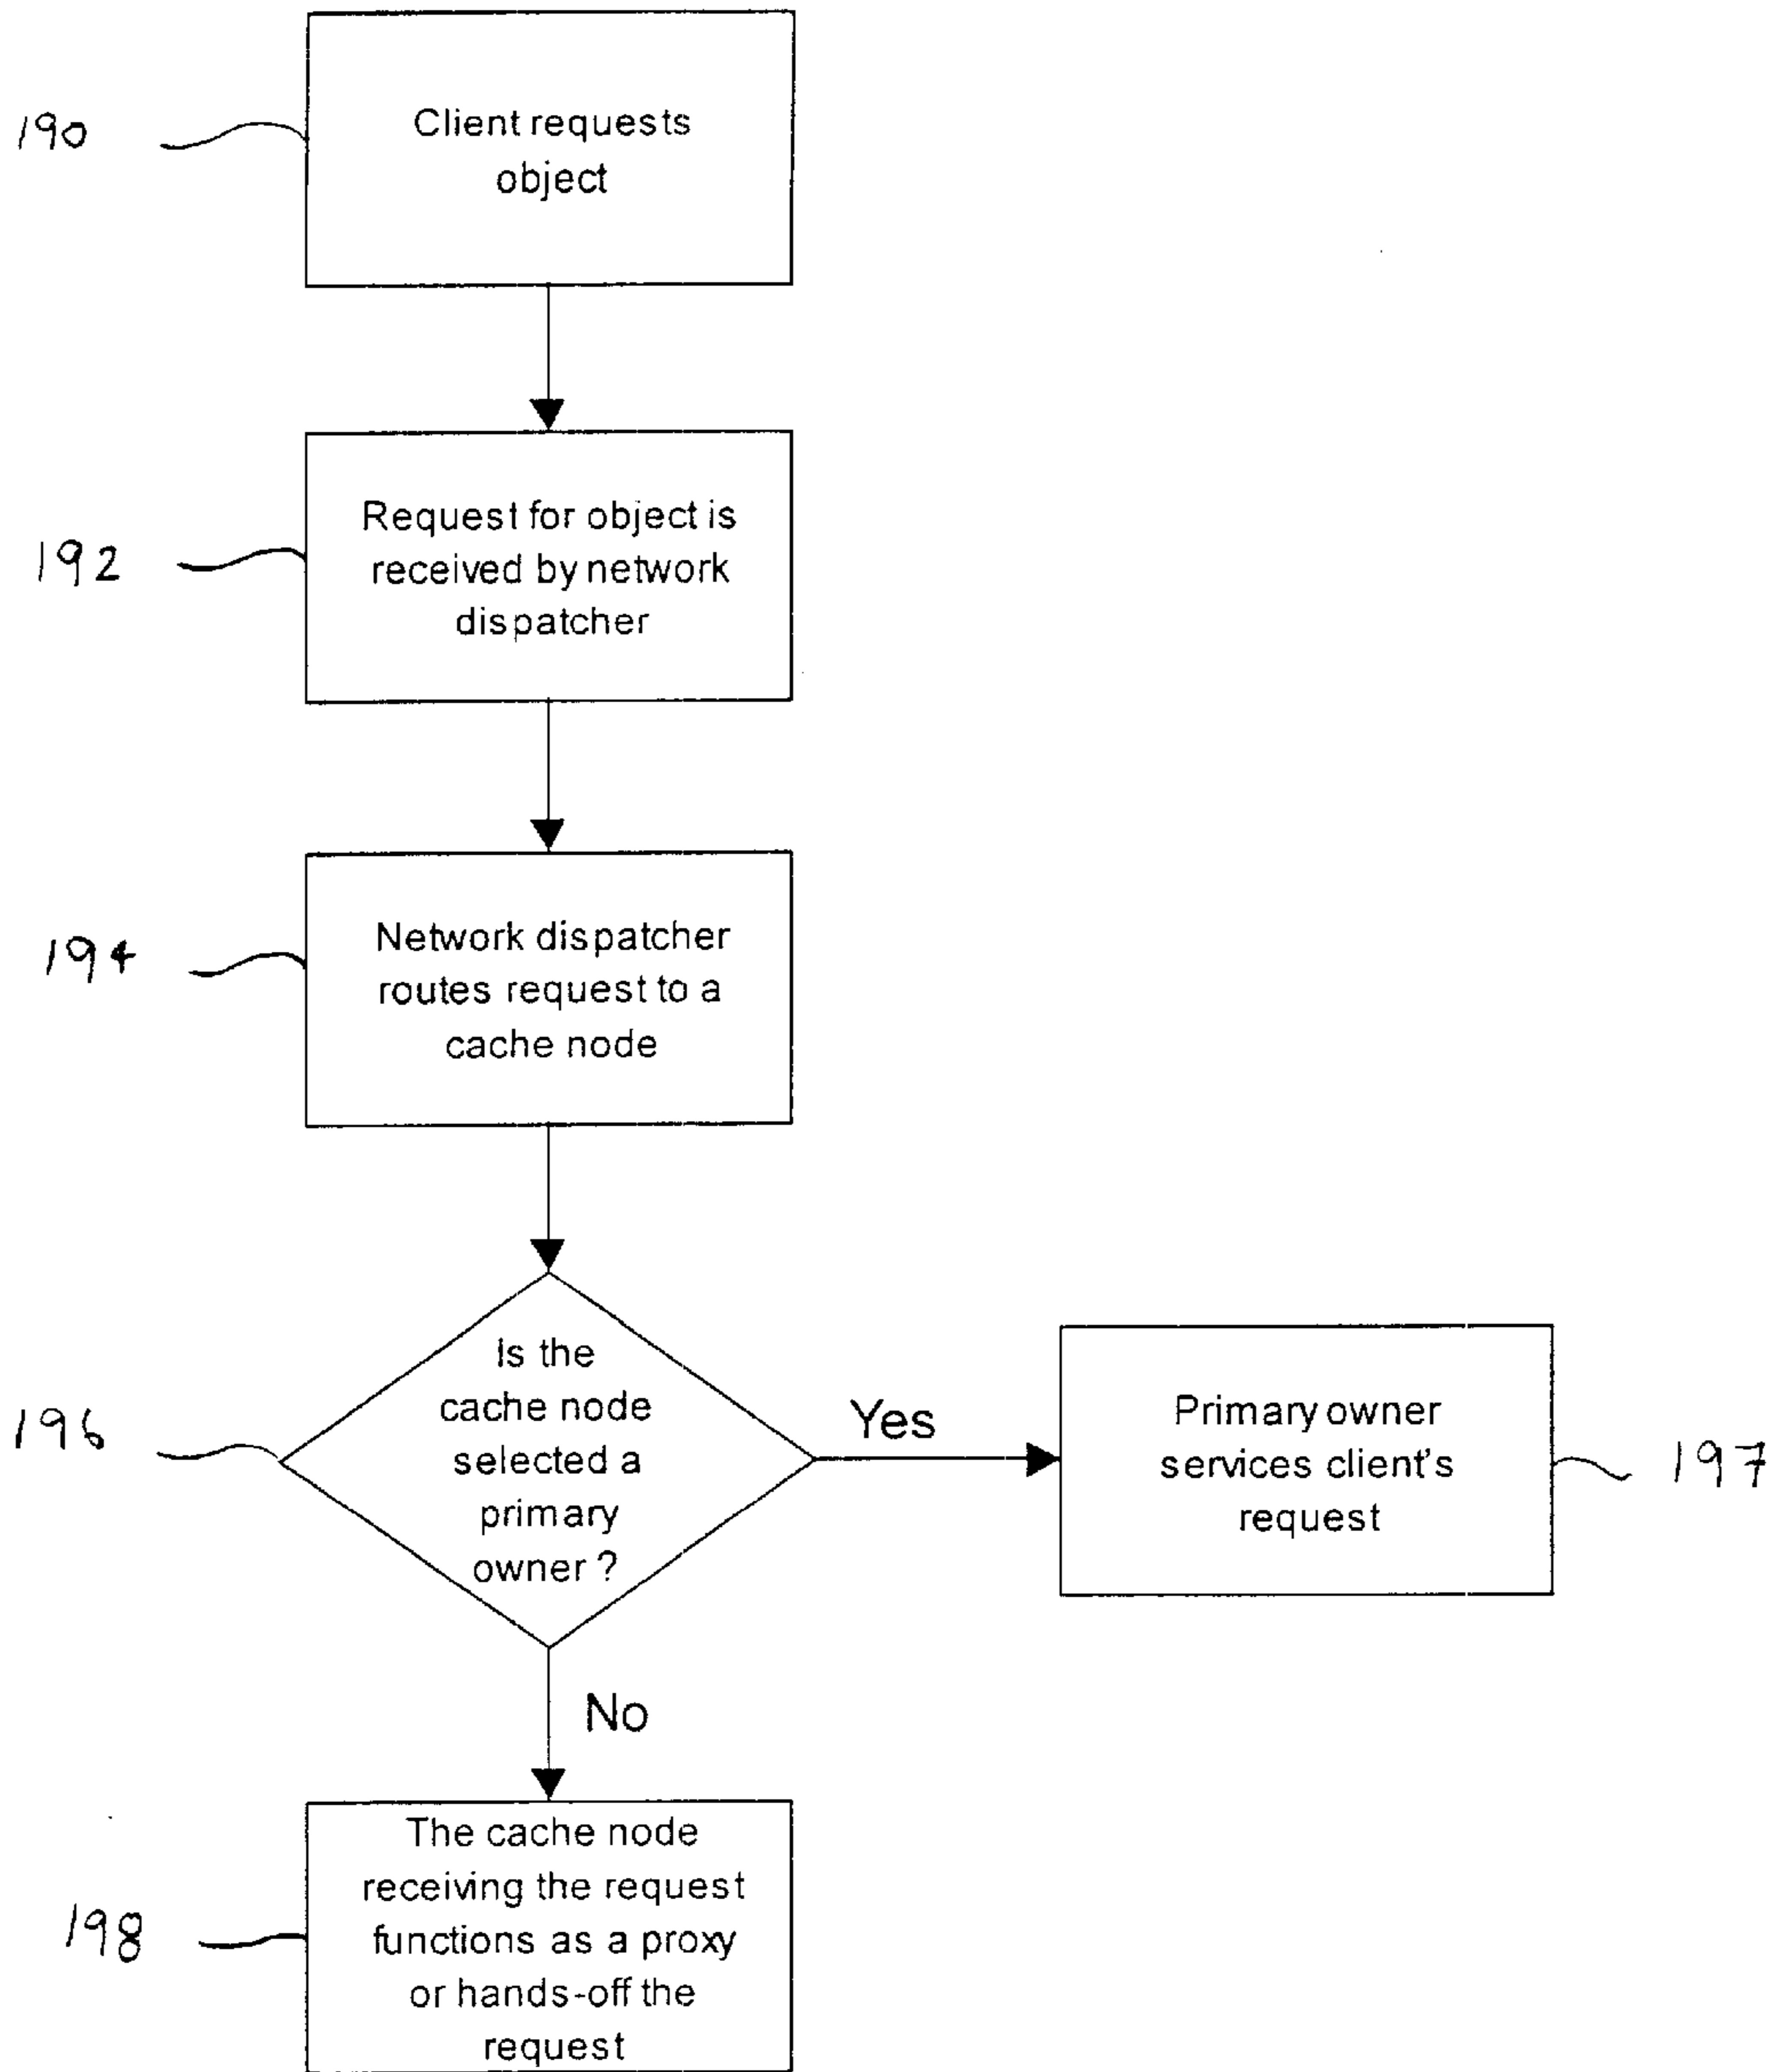 190
Client requests
object
192
Request for object is
received by network
dispatcher
194
Network dispatcher
routes request to a
cache node
196
Is the
cache node
selected a
primary
owner ?
Yes
Primary owner
services client's
request
197
No
198
The cache node
receiving the request
functions as a proxy
or hands-off the
request